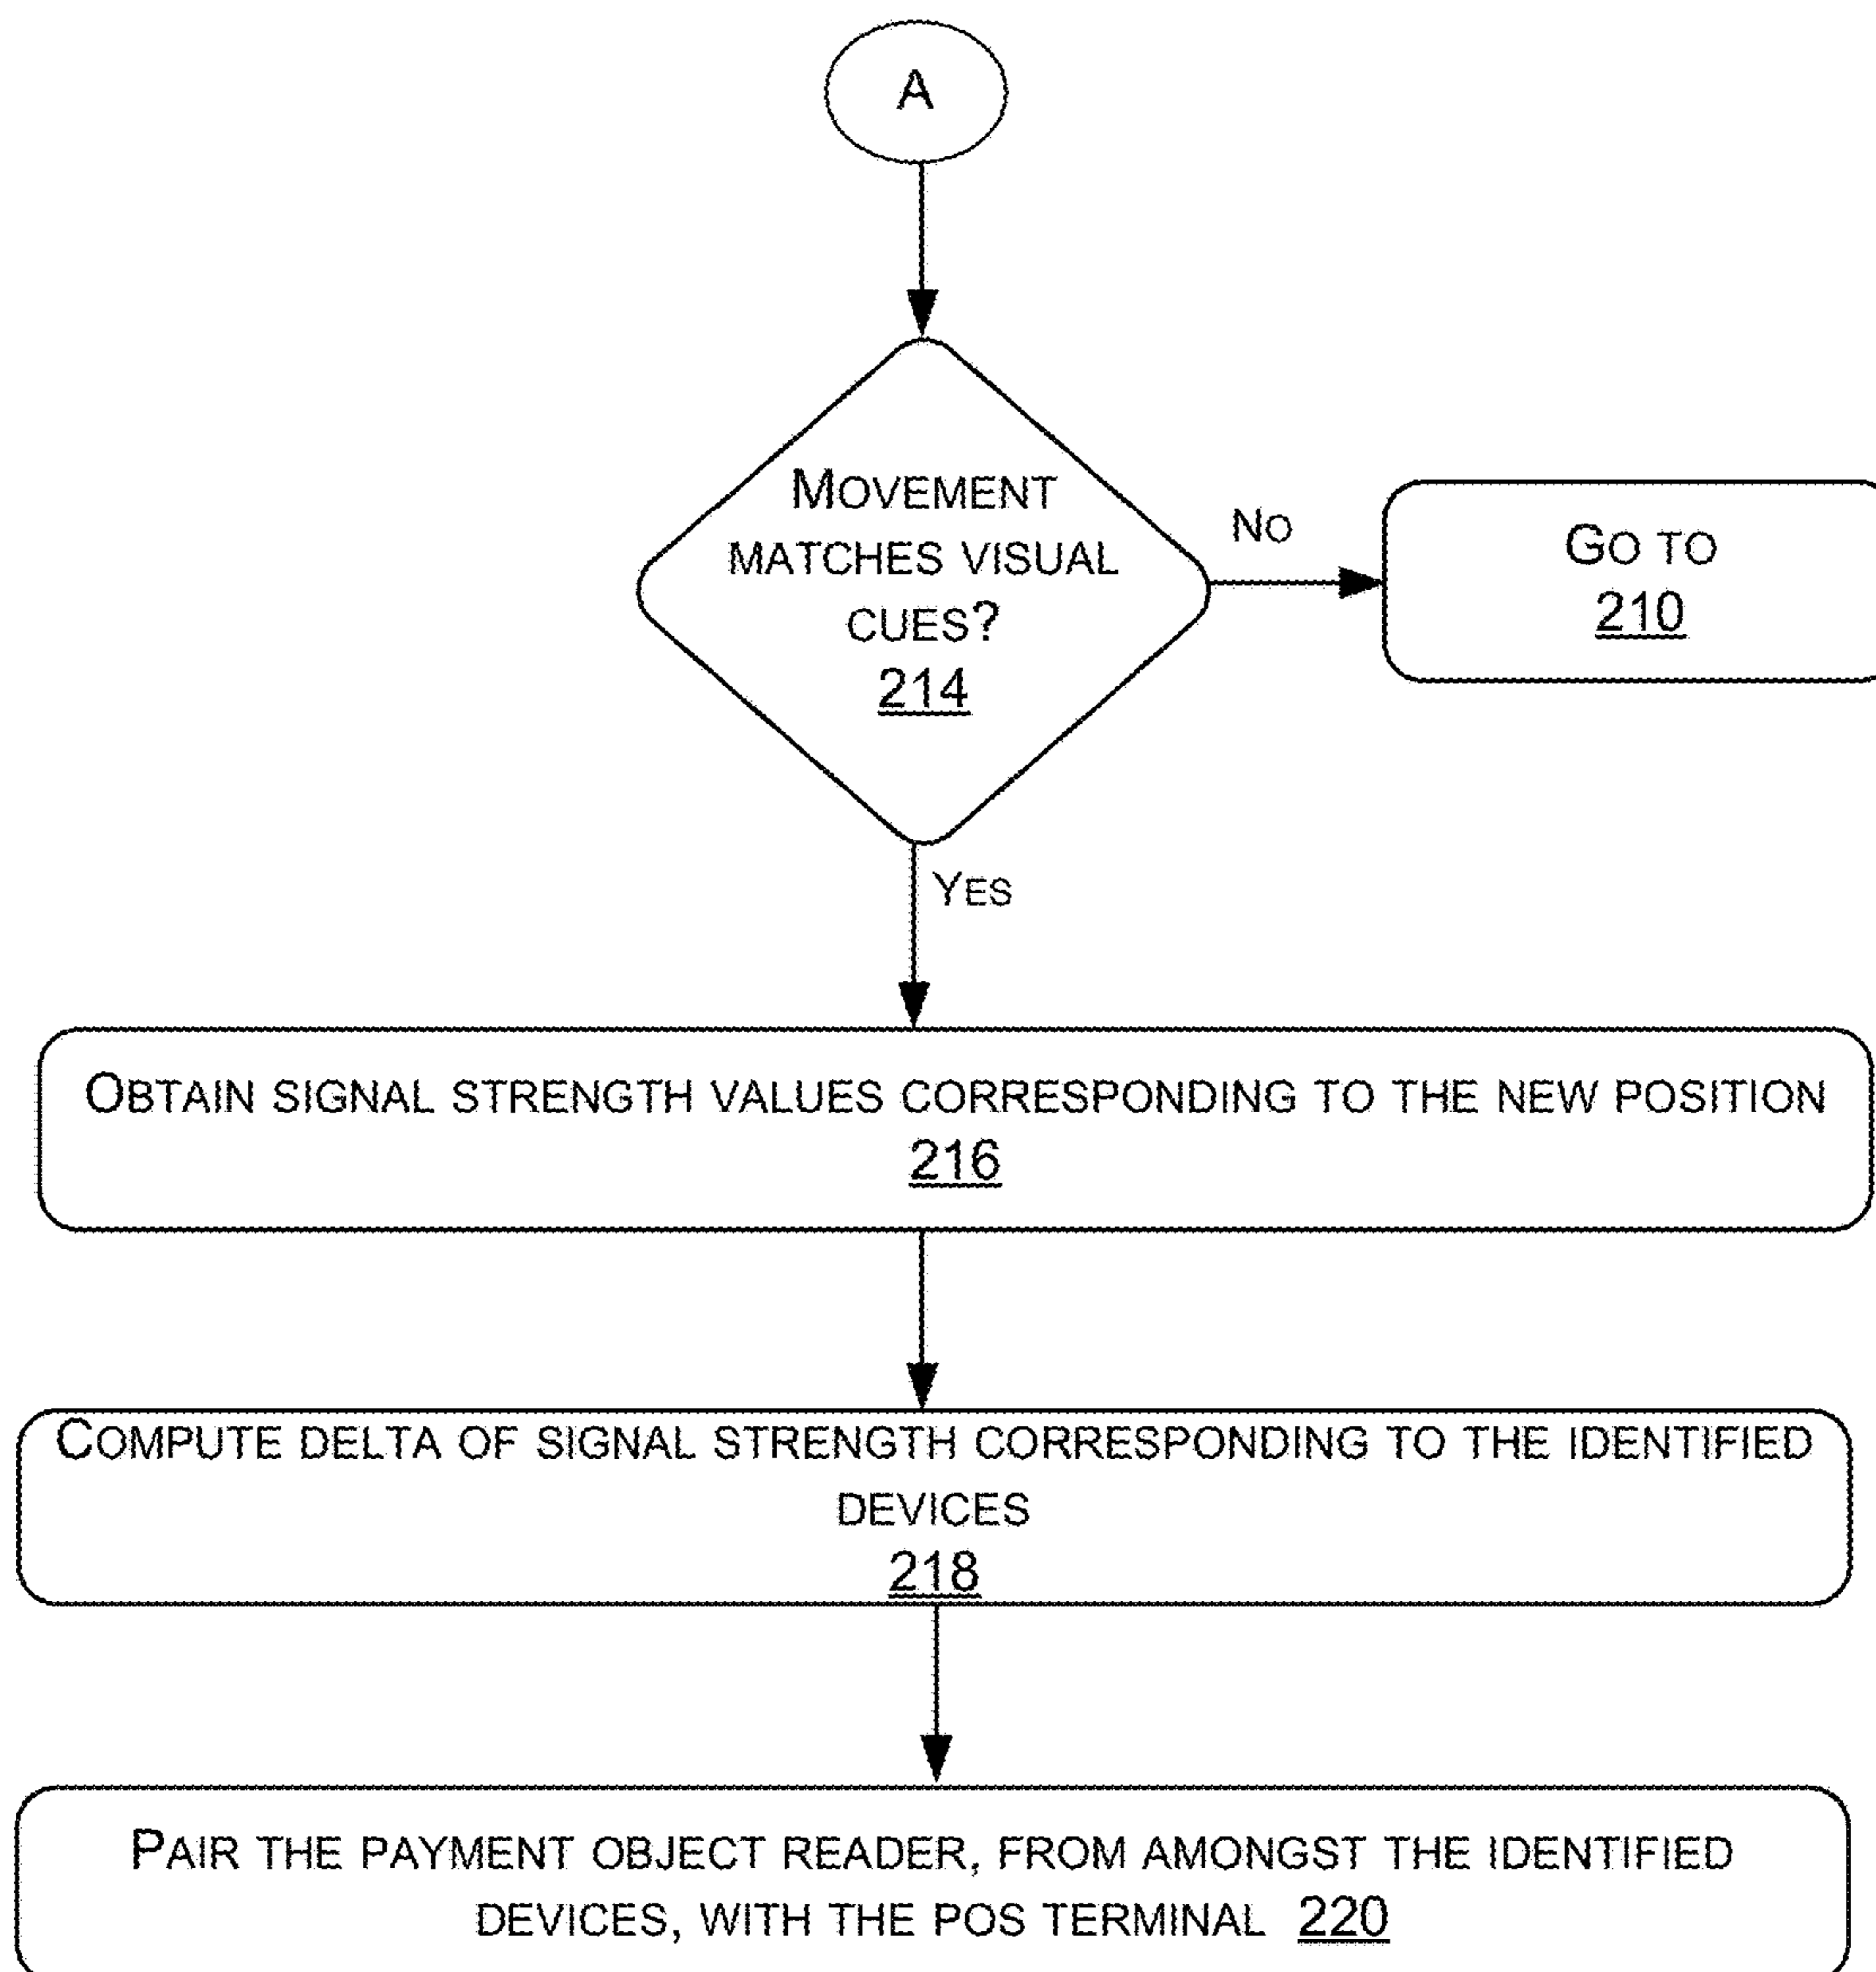 A
MOVEMENT
MATCHES VISUAL
CUES?
214
NO
GO TO
210
YES
OBTAIN SIGNAL STRENGTH VALUES CORRESPONDING TO THE NEW POSITION
216
COMPUTE DELTA OF SIGNAL STRENGTH CORRESPONDING TO THE IDENTIFIED
DEVICES
218
PAIR THE PAYMENT OBJECT READER, FROM AMONGST THE IDENTIFIED
DEVICES, WITH THE POS TERMINAL 220